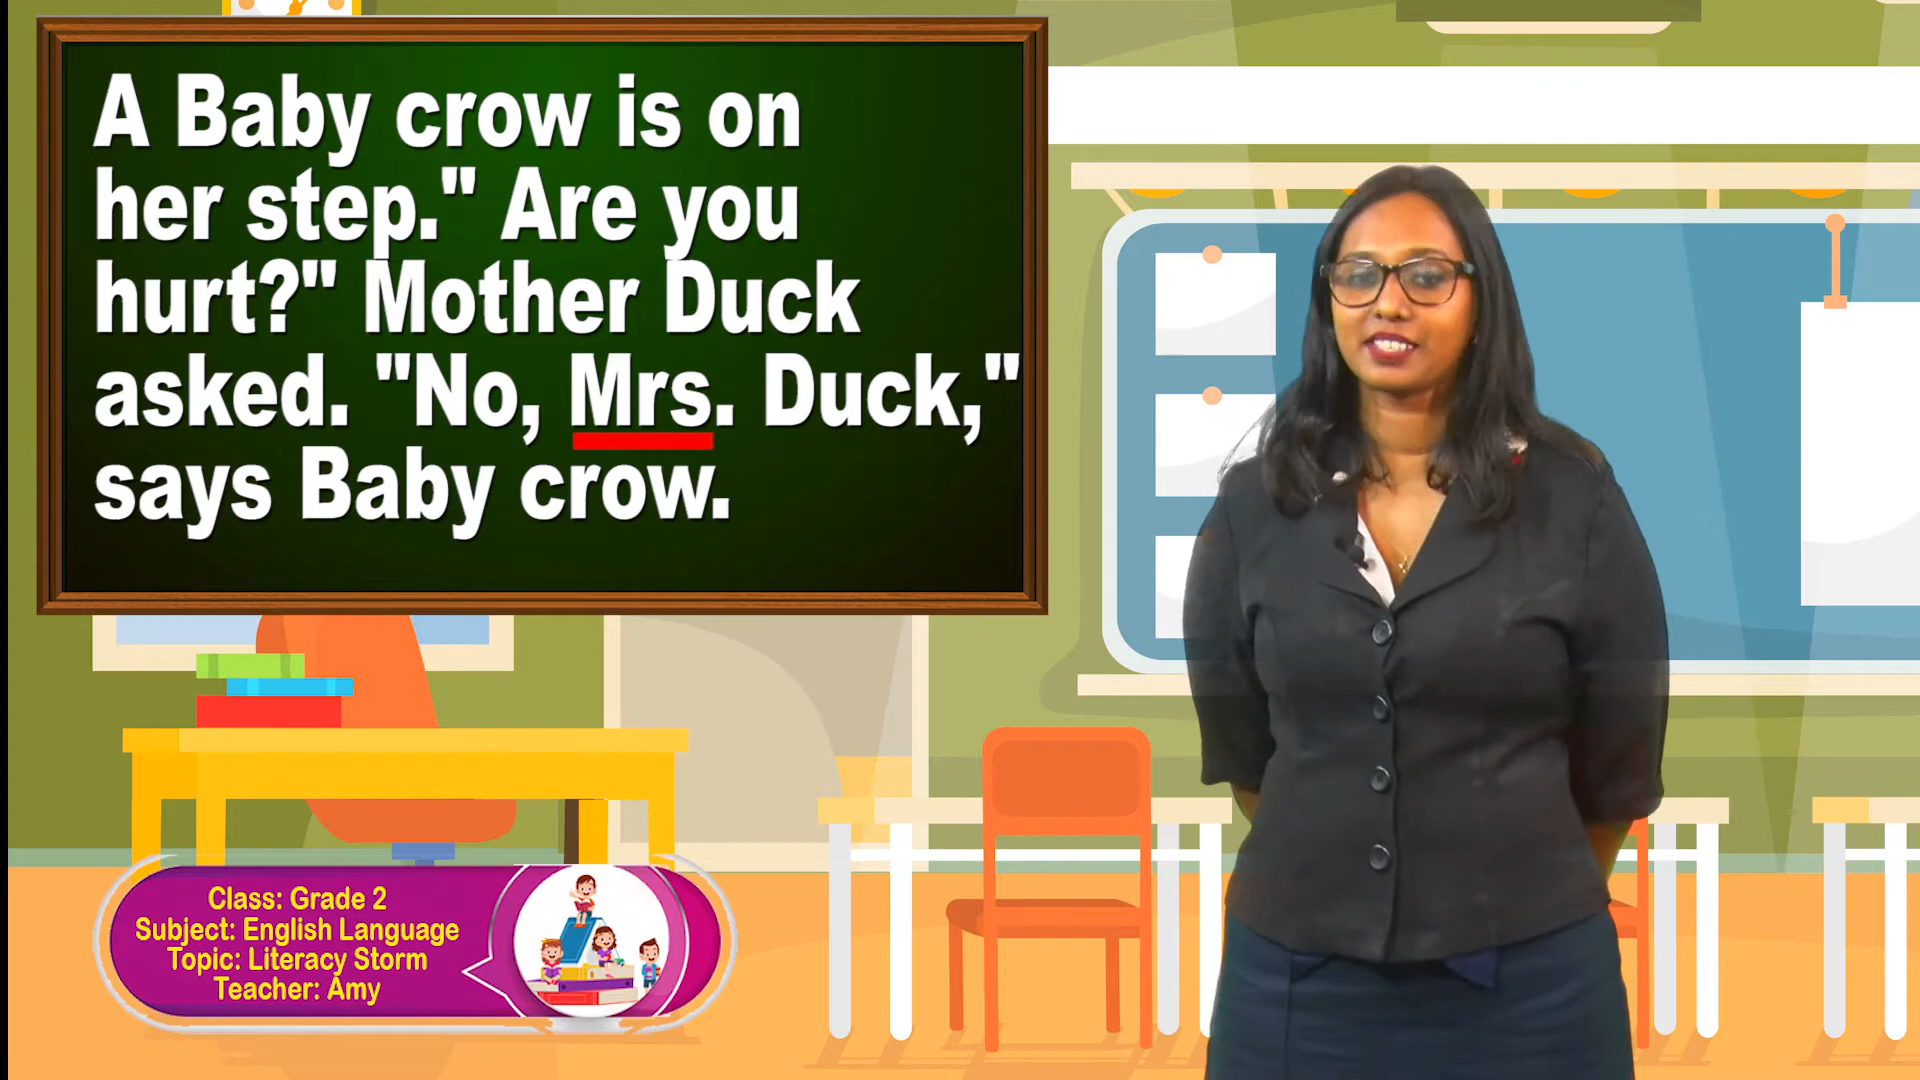 A Baby crow is on
her step." Are you
hurt?" Mother Duck
asked. "No, Mrs. Duck,"
says Baby crow.
Class: Grade 2
Subject: English Language
Topic: Literacy Storm
Teacher: Amy